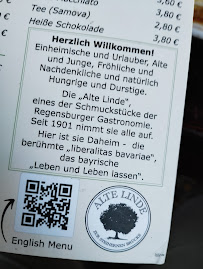 Tee (Samova) 3,80 €
Heiße Schokolade 3,80 €
Herzlich Willkommen!
Einheimische und Urlauber, Alte
und Junge, Fröhliche und
Nachdenkliche und natürlich
Hungrige und Durstige.
Die „Alte Linde",
eines der Schmuckstücke der
Regensburger Gastronomie.
Seit 1901 nimmt sie alle auf.
Hier ist sie Daheim - die
berühmte „liberalitas bavariae",
das bayrische
„Leben und Leben lassen".
ALTE LINDE
English Menu